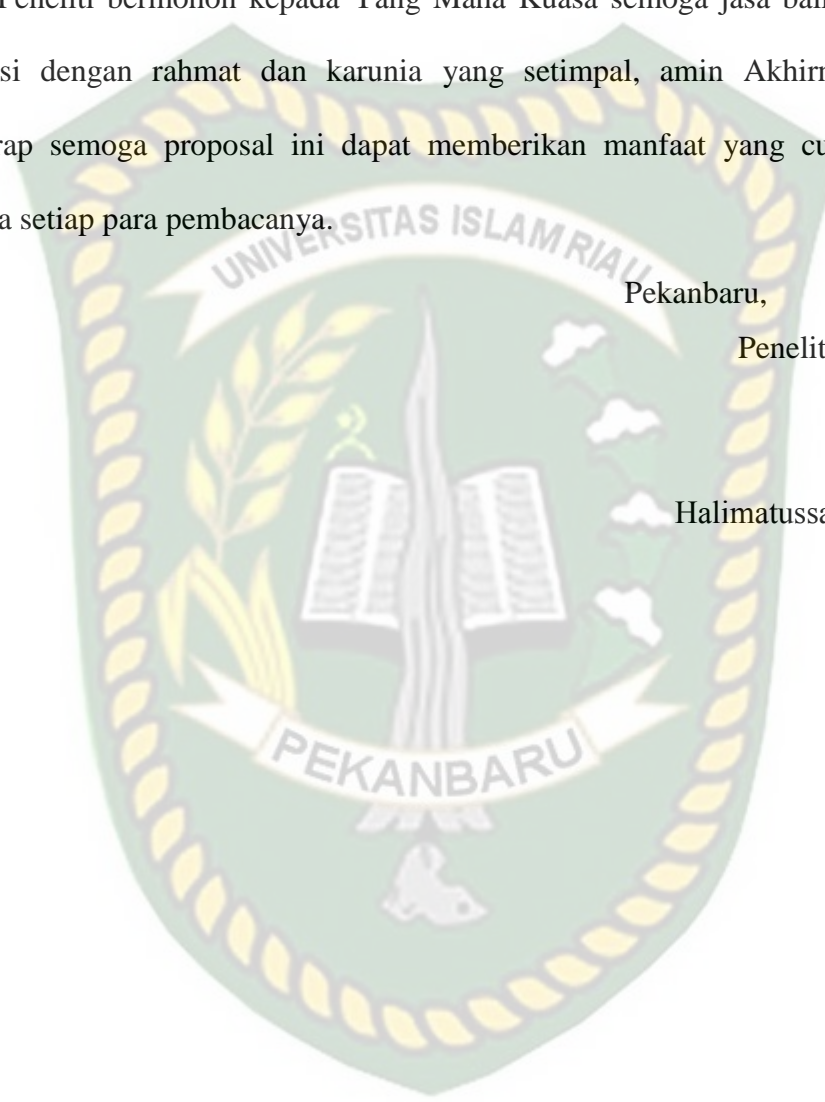 Peneliti bermohon kepada Yang Maha Kuasa semoga jasa
si dengan rahmat dan karunia yang setimpal, amin Akhirn
rap semoga proposal ini dapat memberikan manfaat yang cu
a setiap para pembacanya.
UNIVERSITAS ISLAM RIAU
Pekanbaru,
Penelit
Halimatussa
PEKANBARU